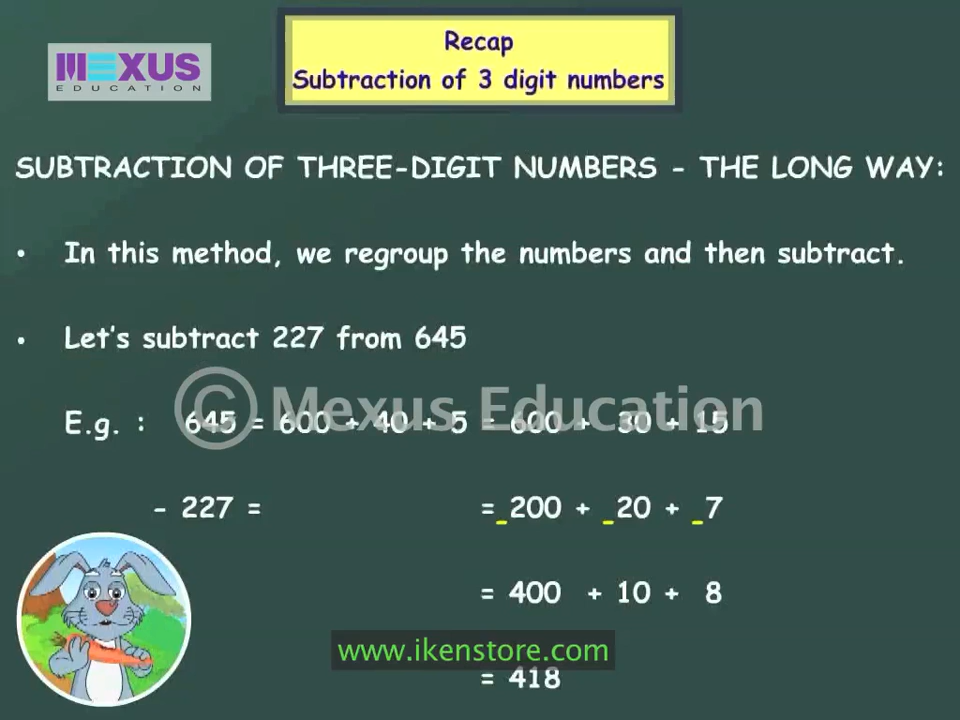 MEXUS
EDUCATION
Recap
Subtraction of 3 digit numbers
SUBTRACTION OF THREE-DIGIT NUMBERS - THE LONG WAY:
• In this method, we regroup the numbers and then subtract.
• Let's subtract 227 from 645
© Mexus Education
E.g. : 645 = 600 + 40 + 5 = 600 + 30 + 15
- 227 = = -200 + -20 + -7
= 400 + 10 + 8
www.ikenstore.com
= 418